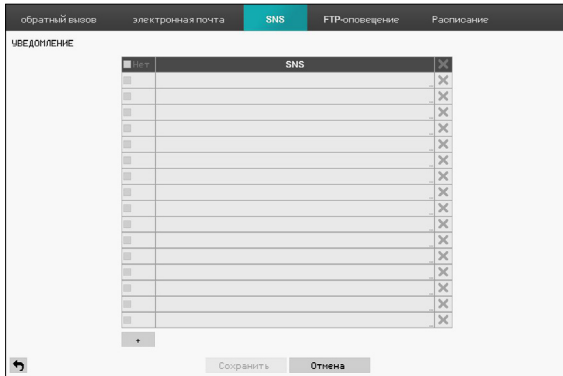 обратный вызов электронная почта SNS FTP-оповещение Расписание
УВЕДОМЛЕНИЕ
Нет SNS
+
Сохранить Отмена